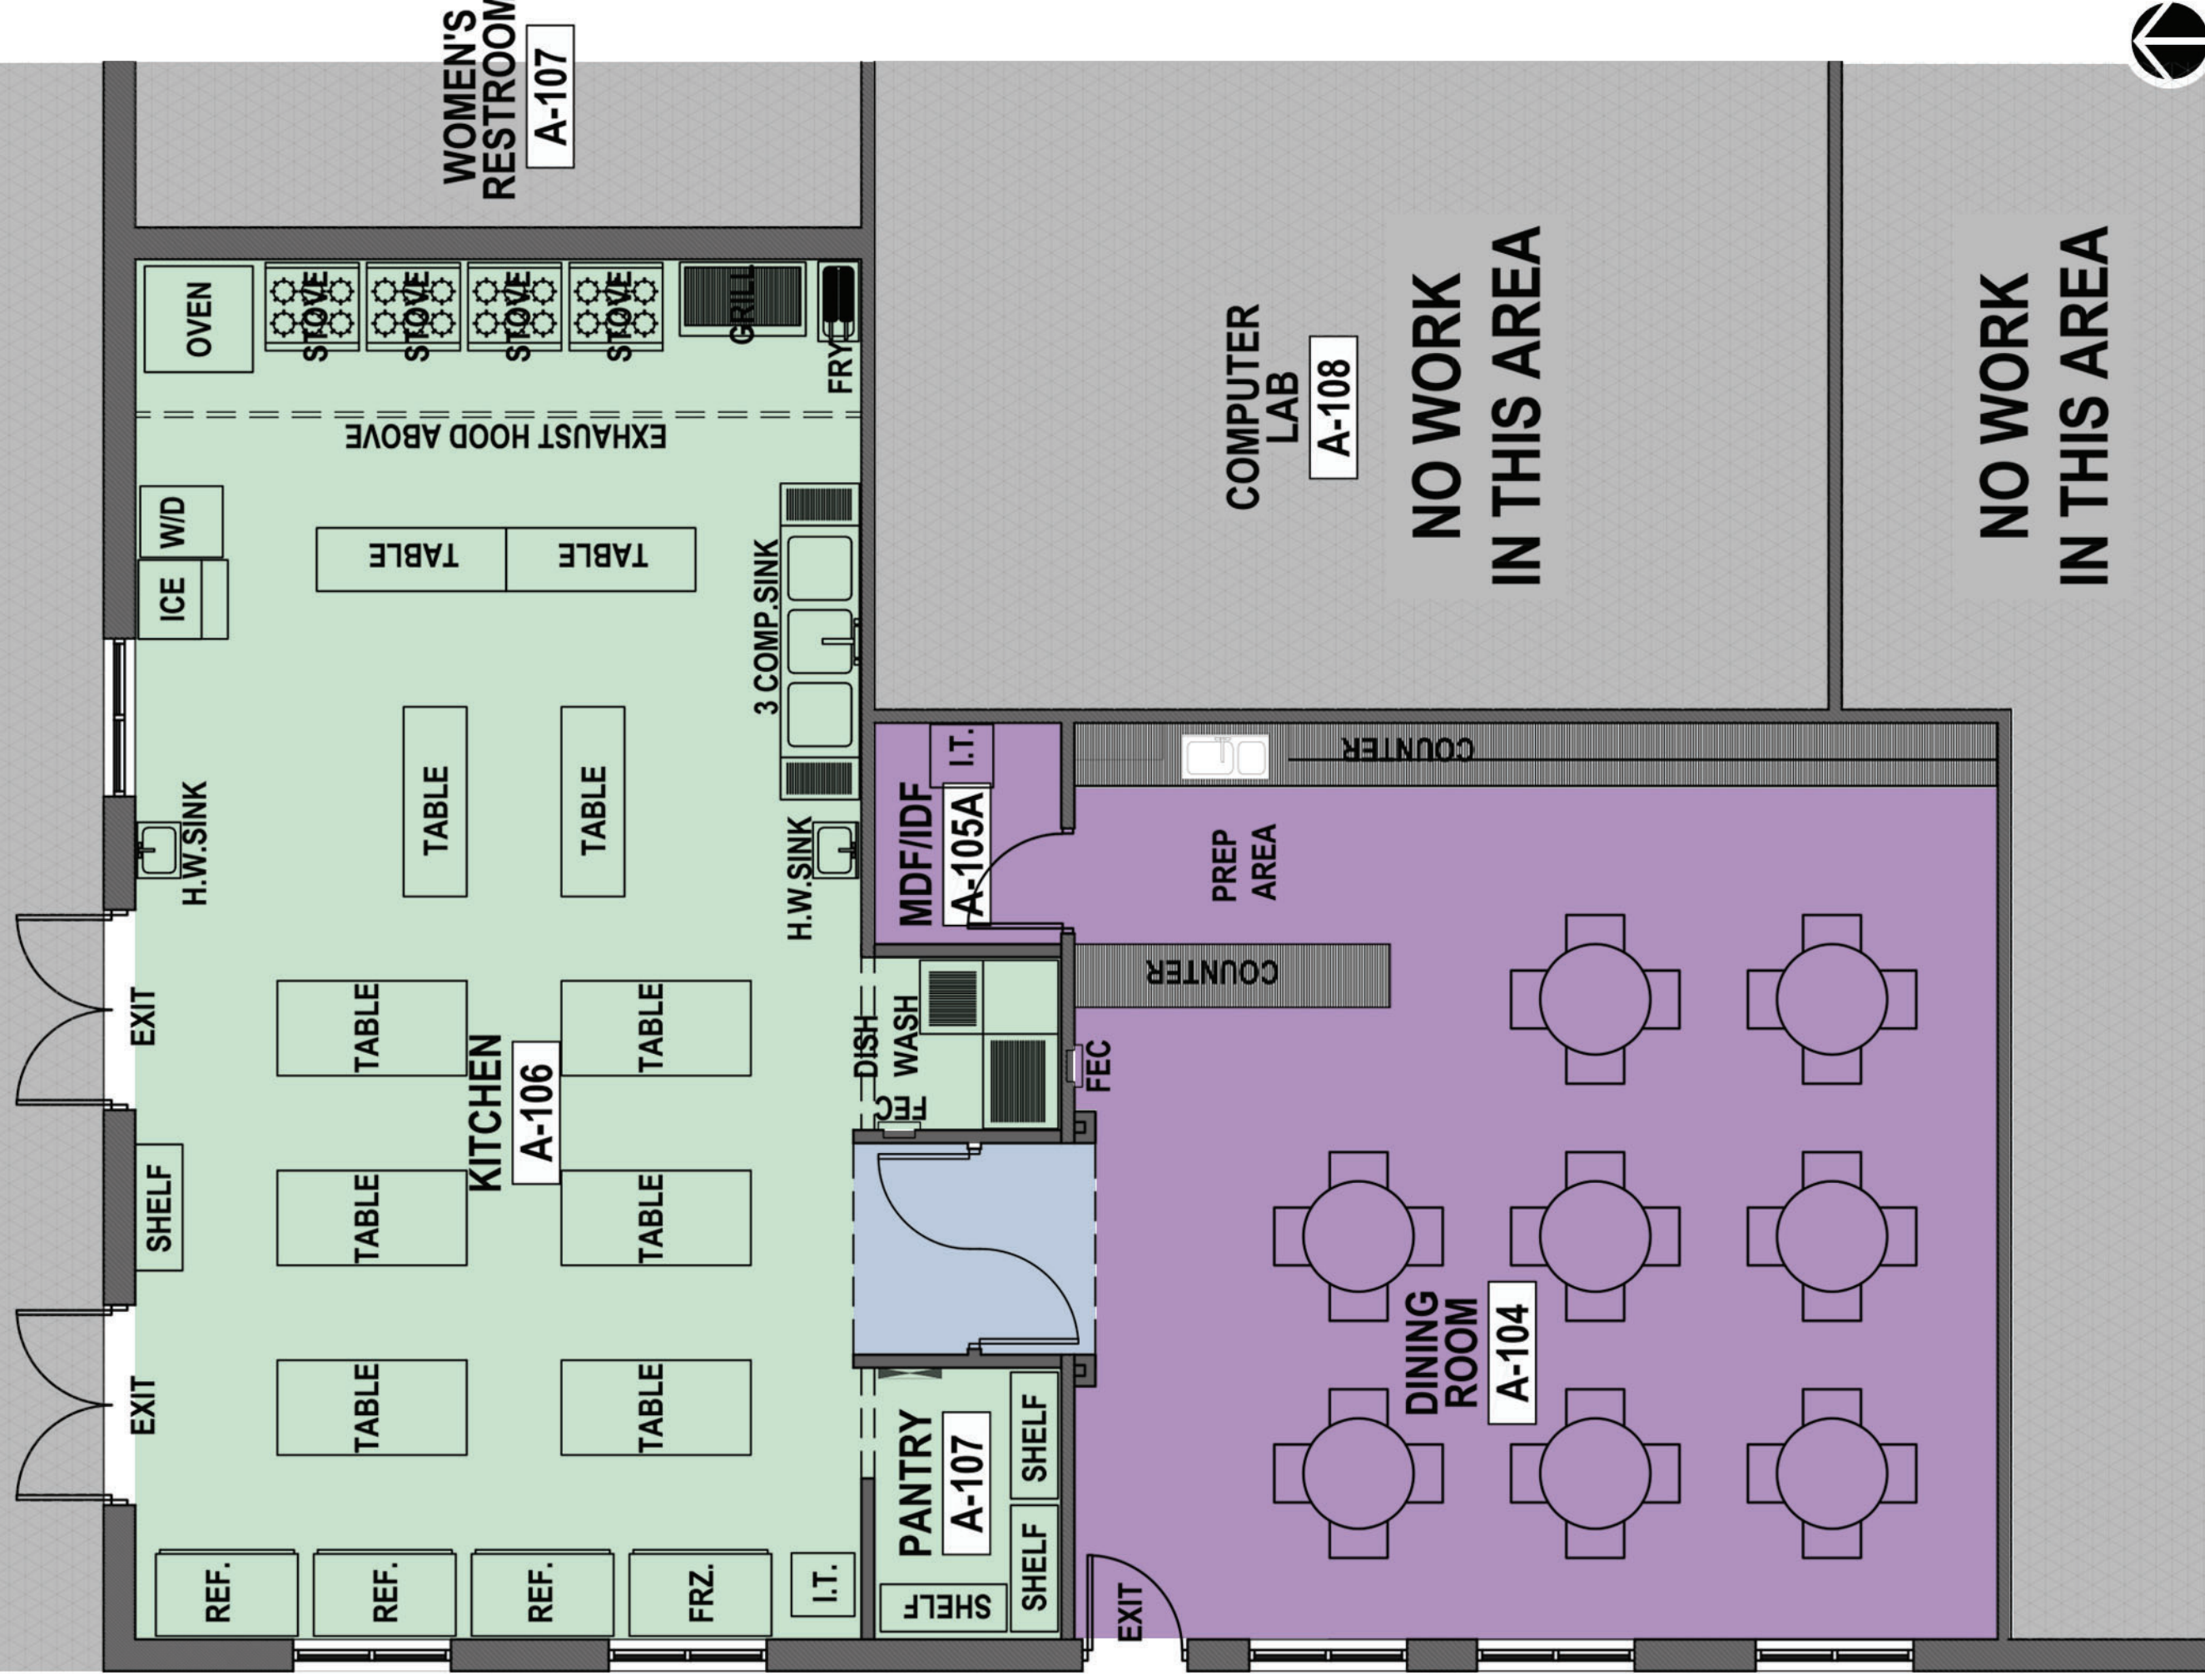 WOMEN'S
RESTROOM
A-107
OVEN
STOVE
STOVE
STOVE
STOVE
GRILL
FRY
EXHAUST HOOD ABOVE
W/D
ICE
TABLE
TABLE
3 COMP.SINK
H.W.SINK
TABLE
TABLE
H.W.SINK
EXIT
TABLE
TABLE
KITCHEN
A-106
SHELF
TABLE
TABLE
EXIT
TABLE
TABLE
REF.
REF.
REF.
FRZ.
I.T.
COMPUTER
LAB
A-108
NO WORK
IN THIS AREA
NO WORK
IN THIS AREA
MDF/IDF
A-105A
I.T.
COUNTER
PREP
AREA
COUNTER
DISH
WASH
FEC
FEC
PANTRY
A-107
SHELF
SHELF
SHELF
DINING
ROOM
A-104
EXIT